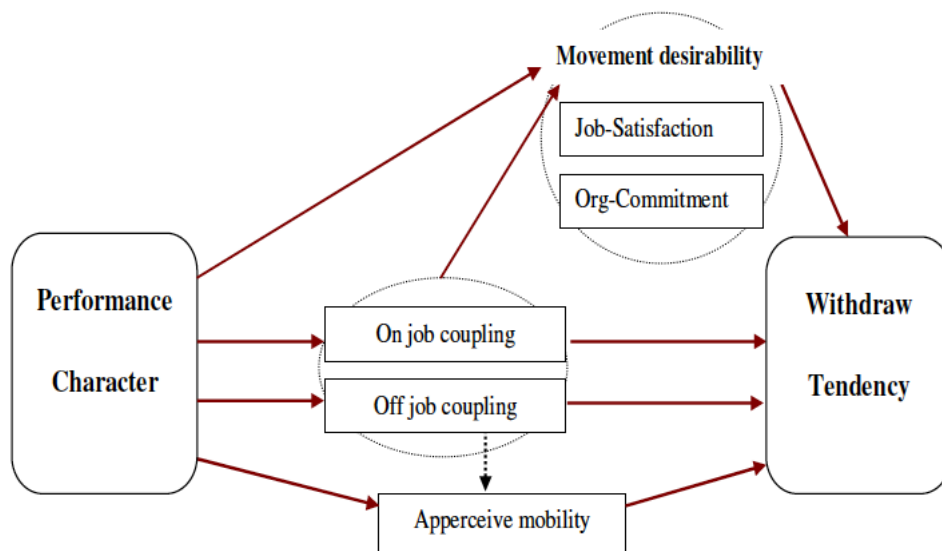 Movement desirability
Job-Satisfaction
Org-Commitment
Performance
Character
On job coupling
Off job coupling
Withdraw
Tendency
Apperceive mobility